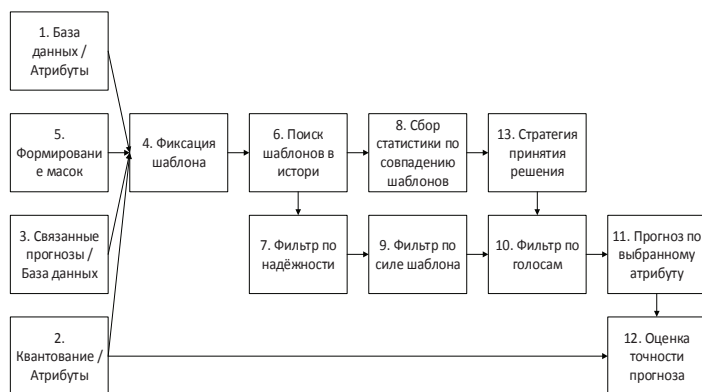 1. База
данных /
Атрибуты
5.
Формировани
е масок
4. Фиксация
шаблона
6. Поиск
шаблонов в
истори
8. Сбор
статистики по
совпадению
шаблонов
13. Стратегия
принятия
решения
3. Связанные
прогнозы /
База данных
7. Фильтр по
надёжности
9. Фильтр по
силе шаблона
10. Фильтр по
голосам
11. Прогноз по
выбранному
атрибуту
2.
Квантование /
Атрибуты
12. Оценка
точности
прогноза